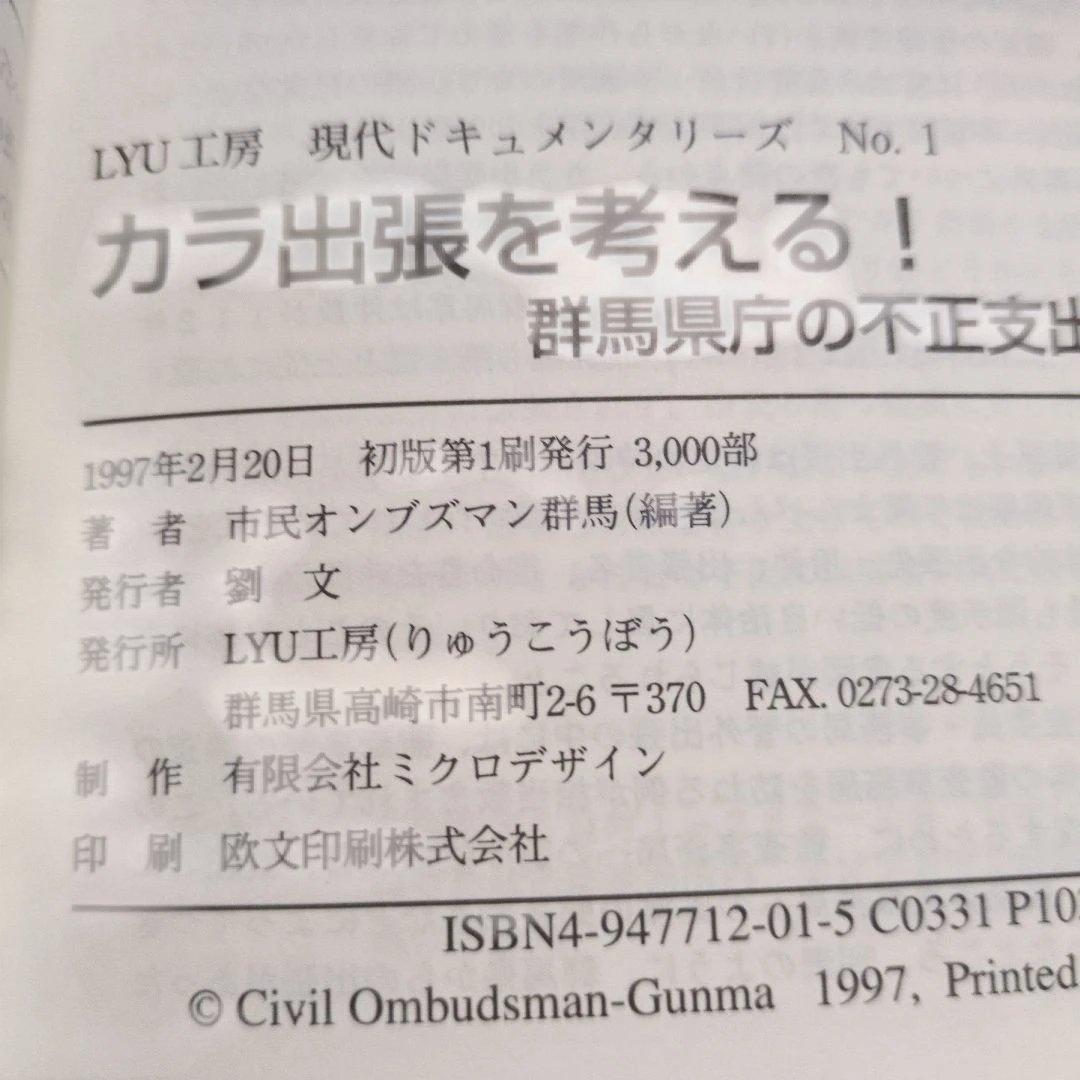 LYU工房 現代ドキュメンタリーズ No. 1
カラ出張を考える!
群馬県庁の不正支出
1997年2月20日 初版第1刷発行 3,000部
著 者 市民オンブズマン群馬(編著)
発行者 劉 文
発行所 LYU工房(りゅうこうぼう)
群馬県高崎市南町2-6 〒370 FAX. 0273-28-4651
制 作 有限会社ミクロデザイン
印 刷 欧文印刷株式会社
ISBN4-947712-01-5 C0331 P10
© Civil Ombudsman-Gunma 1997, Printed